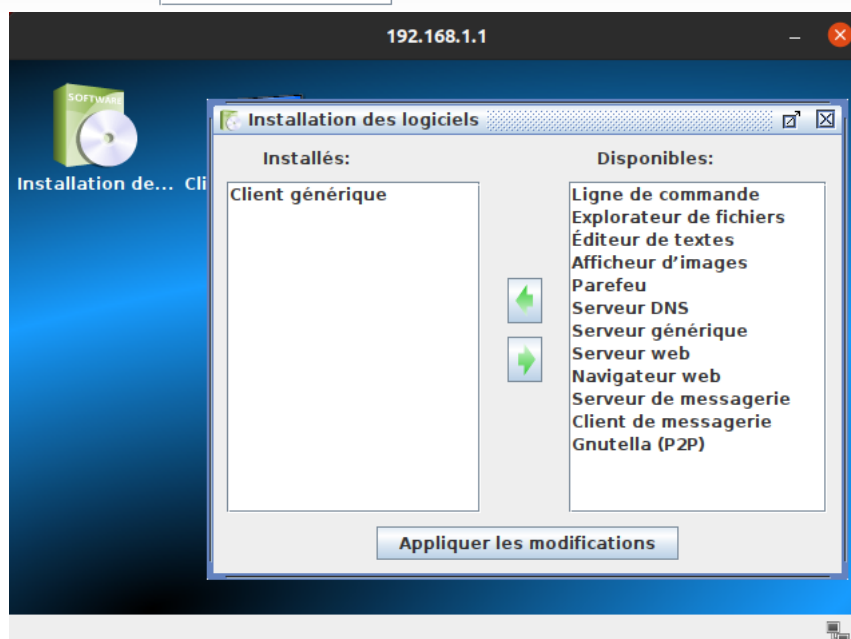 192.168.1.1
SOFTWARE
Installation de...
Cli
Installation des logiciels
Installés:
Client générique
Disponibles:
Ligne de commande
Explorateur de fichiers
Éditeur de textes
Afficheur d'images
Parefeu
Serveur DNS
Serveur générique
Serveur web
Navigateur web
Serveur de messagerie
Client de messagerie
Gnutella (P2P)
Appliquer les modifications